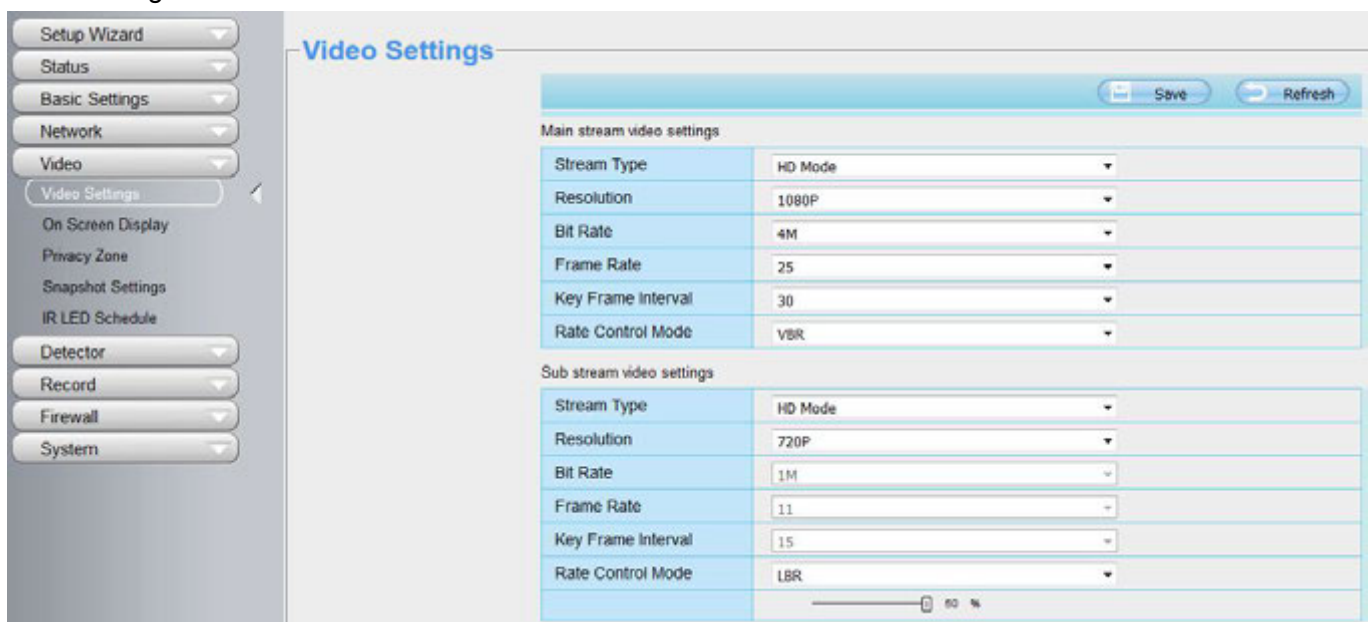 Setup Wizard
Status
Basic Settings
Network
Video
Video Settings
On Screen Display
Privacy Zone
Snapshot Settings
IR LED Schedule
Detector
Record
Firewall
System
Video Settings
Save Refresh
Main stream video settings
Stream Type HD Mode
Resolution 1080P
Bit Rate 4M
Frame Rate 25
Key Frame Interval 30
Rate Control Mode VBR
Sub stream video settings
Stream Type HD Mode
Resolution 720P
Bit Rate 1M
Frame Rate 11
Key Frame Interval 15
Rate Control Mode LBR
%